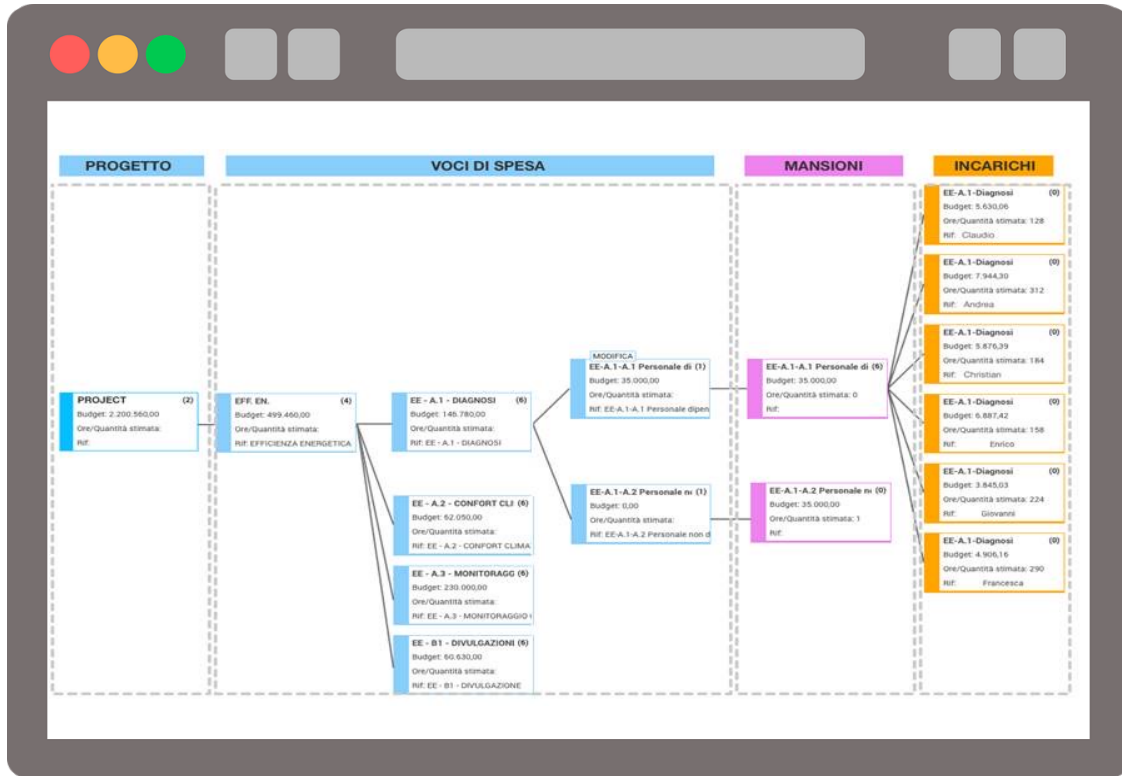 PROGETTO
VOCI DI SPESA
MANSIONI
INCARICHI
PROJECT (2)
Budget: 2.200.560,00
Ore/Quantità stimata:
Rif:
EFF. EN. (4)
Budget: 499.460,00
Ore/Quantità stimata:
Rif: EFFICIENZA ENERGETICA
EE - A.1 - DIAGNOSI (6)
Budget: 146.780,00
Ore/Quantità stimata:
Rif: EE - A.1 - DIAGNOSI
EE - A.2 - CONFORT CLI (6)
Budget: 62.050,00
Ore/Quantità stimata:
Rif: EE - A.2 - CONFORT CLIMA
EE - A.3 - MONITORAGG (6)
Budget: 230.000,00
Ore/Quantità stimata:
Rif: EE - A.3 - MONITORAGGIO
EE - B1 - DIVULGAZIONI (6)
Budget: 60.630,00
Ore/Quantità stimata:
Rif: EE - B1 - DIVULGAZIONE
MODIFICA
EE-A.1-A.1 Personale di (1)
Budget: 35.000,00
Ore/Quantità stimata:
Rif: EE-A.1-A.1 Personale dipen
EE-A.1-A.2 Personale n (1)
Budget: 0,00
Ore/Quantità stimata:
Rif: EE-A.1-A.2 Personale non d
EE-A.1-A.1 Personale di (6)
Budget: 35.000,00
Ore/Quantità stimata: 0
Rif:
EE-A.1-A.2 Personale n (0)
Budget: 35.000,00
Ore/Quantità stimata: 1
Rif:
EE-A.1-Diagnosi (0)
Budget: 5.630,06
Ore/Quantità stimata: 128
Rif: Claudio
EE-A.1-Diagnosi (0)
Budget: 7.944,30
Ore/Quantità stimata: 312
Rif: Andrea
EE-A.1-Diagnosi (0)
Budget: 5.876,39
Ore/Quantità stimata: 184
Rif: Christian
EE-A.1-Diagnosi (0)
Budget: 6.887,42
Ore/Quantità stimata: 158
Rif: Enrico
EE-A.1-Diagnosi (0)
Budget: 3.845,03
Ore/Quantità stimata: 224
Rif: Giovanni
EE-A.1-Diagnosi (0)
Budget: 4.906,16
Ore/Quantità stimata: 290
Rif: Francesca